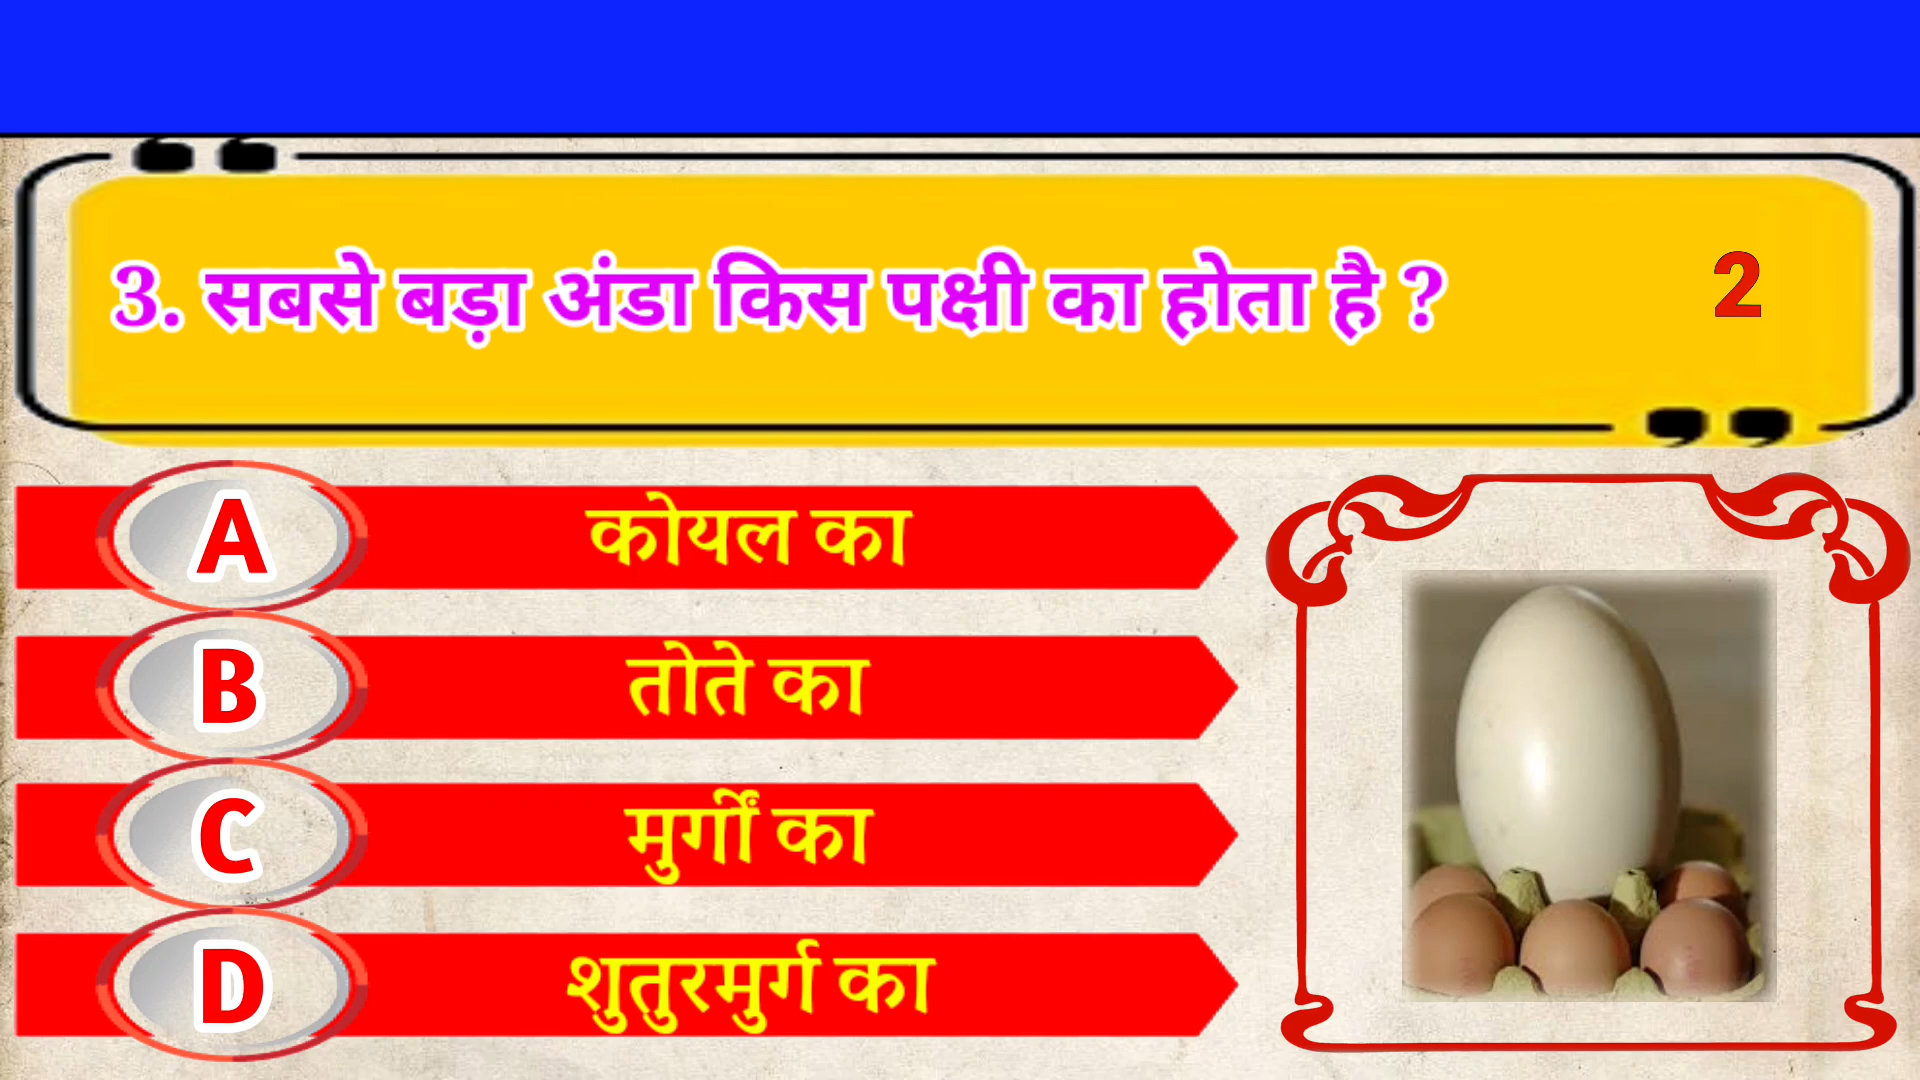 3. सबसे बड़ा अंडा किस पक्षी का होता है ?
2
A कोयल का
B तोते का
C मुर्गीं का
D शुतुरमुर्ग का